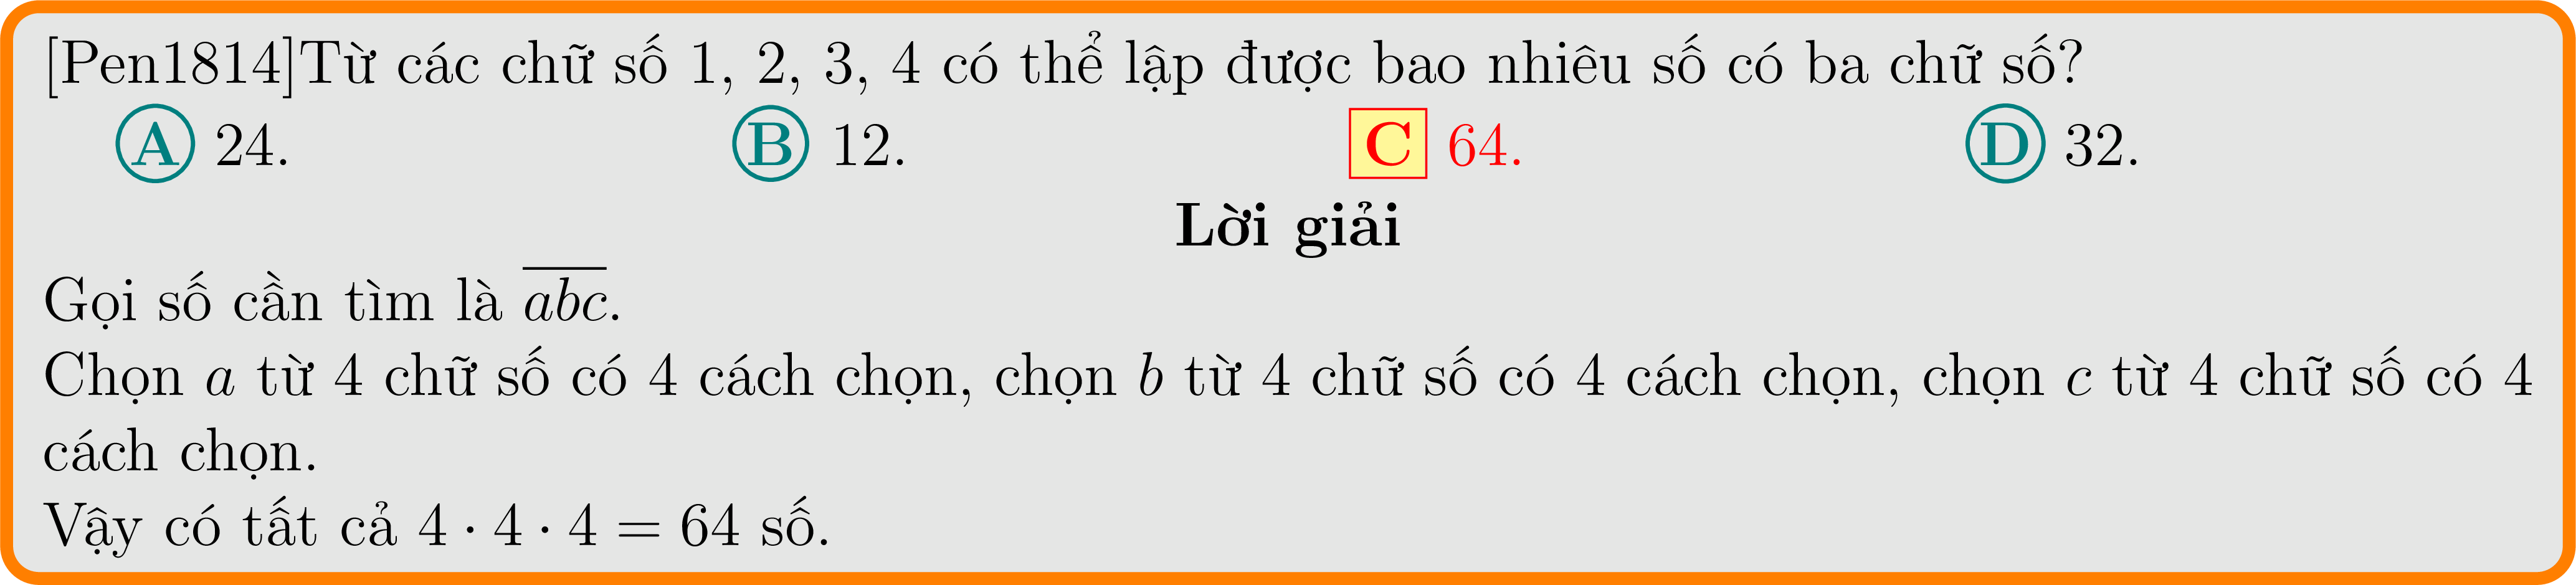 [Pen1814]Từ các chữ số 1, 2, 3, 4 có thể lập được bao nhiêu số có ba chữ số?
A 24. B 12. C 64. D 32.
Lời giải
Gọi số cần tìm là $\overline{abc}$.
Chọn a từ 4 chữ số có 4 cách chọn, chọn b từ 4 chữ số có 4 cách chọn, chọn c từ 4 chữ số có 4
cách chọn.
Vậy có tất cả 4 · 4 · 4 = 64 số.